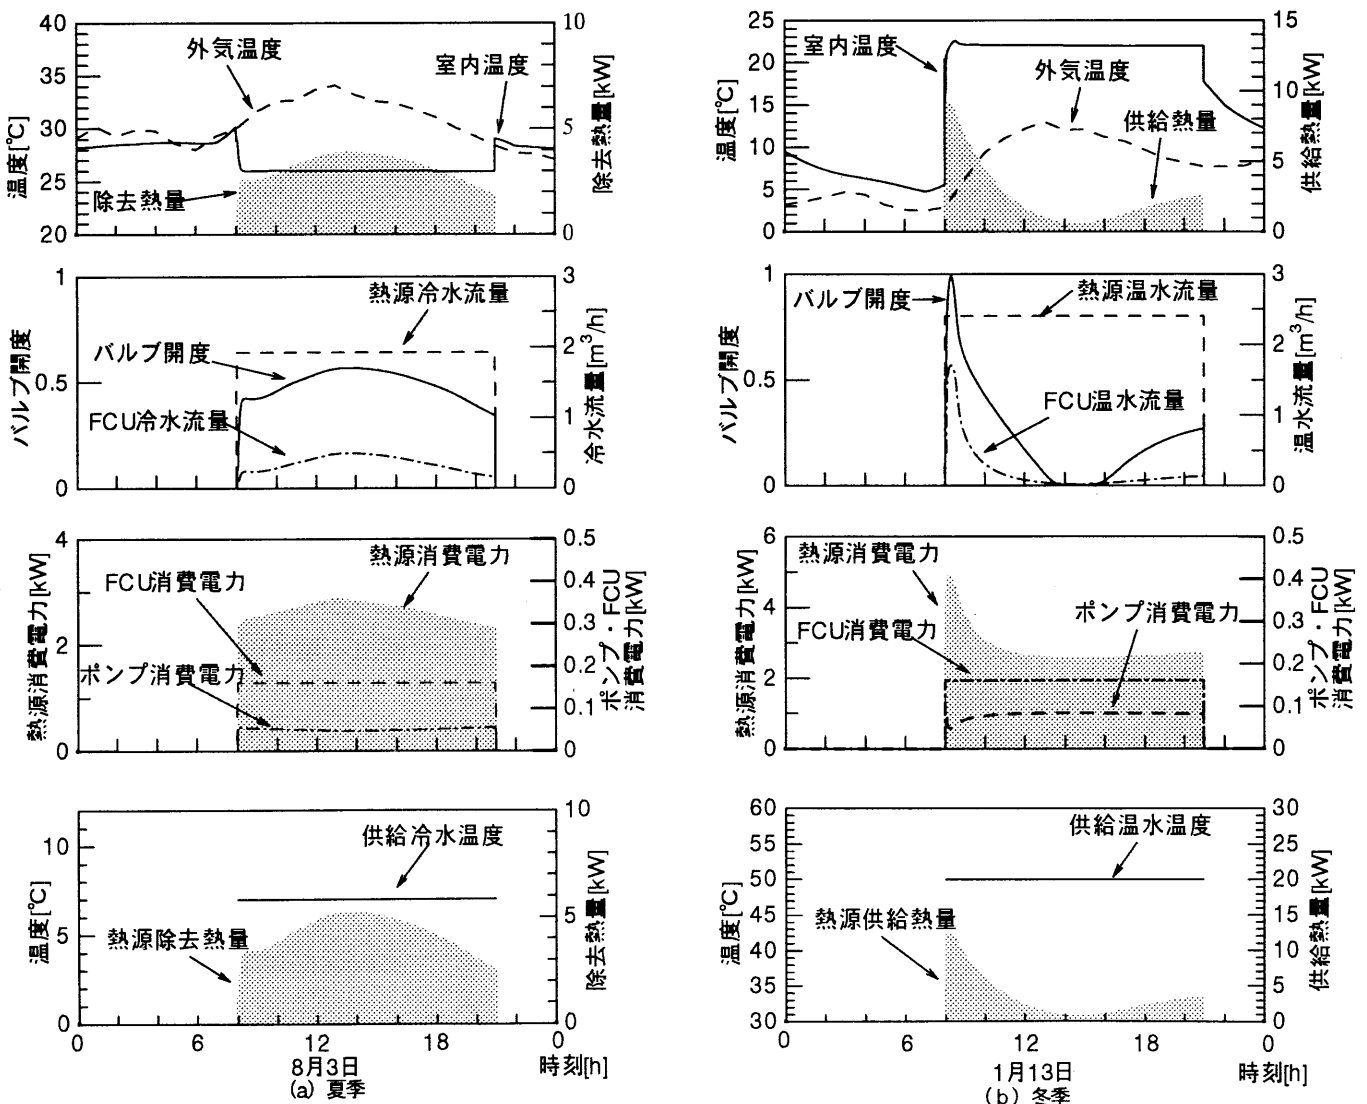 40
35
30
25
20
温度[℃]
外気温度
室内温度
除去熱量
10
5
0
除去熱量[kW]
1
0.5
0
バルブ開度
熱源冷水流量
バルブ開度
FCU冷水流量
3
2
1
0
冷水流量[m³/h]
4
2
0
熱源消費電力[kW]
熱源消費電力
FCU消費電力
ポンプ消費電力
0.5
0.4
0.3
0.2
0.1
0
ポンプ・FCU
消費電力[kW]
10
5
0
温度[℃]
供給冷水温度
熱源除去熱量
10
5
0
除去熱量[kW]
0 6 12 18 0
8月3日 時刻[h]
(a) 夏季
25
20
15
10
5
0
温度[℃]
室内温度
外気温度
供給熱量
15
10
5
0
供給熱量[kW]
1
0.5
0
バルブ開度
バルブ開度
熱源温水流量
FCU温水流量
3
2
1
0
温水流量[m³/h]
6
4
2
0
熱源消費電力[kW]
熱源消費電力
FCU消費電力
ポンプ消費電力
0.5
0.4
0.3
0.2
0.1
0
ポンプ・FCU
消費電力[kW]
60
55
50
45
40
35
30
温度[℃]
供給温水温度
熱源供給熱量
30
25
20
15
10
5
0
供給熱量[kW]
0 6 12 18 0
1月13日 時刻[h]
(b) 冬季